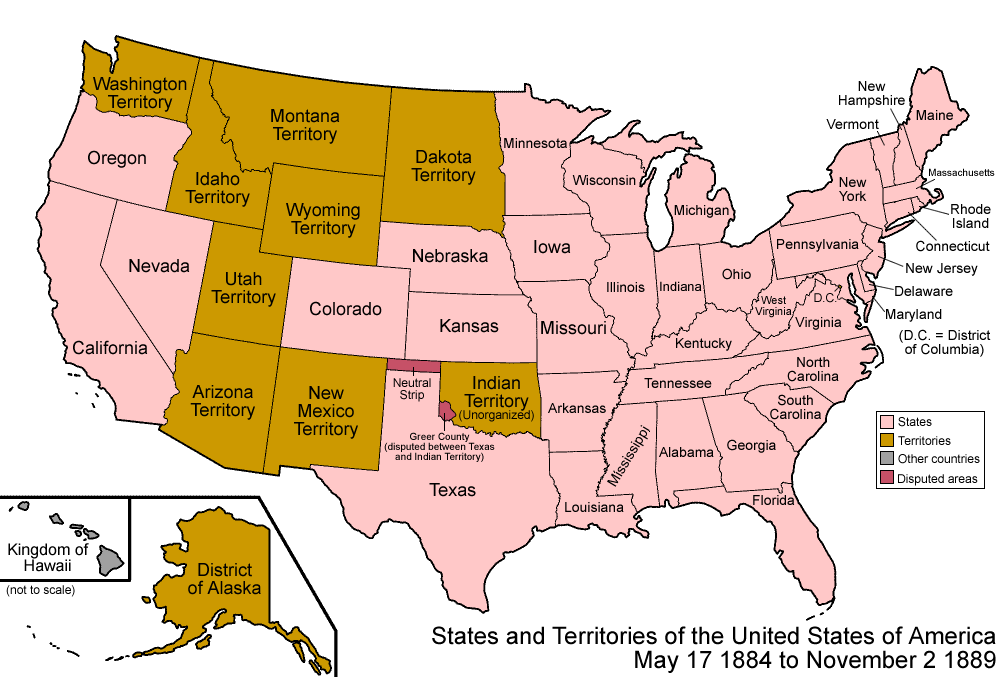 Washington
Territory
Montana
Territory
Dakota
Territory
Minnesota
New
Hampshire
Vermont
Maine
Oregon
Idaho
Territory
Wyoming
Territory
Wisconsin
Michigan
New
York
Massachusetts
Rhode
Island
Connecticut
Nevada
Utah
Territory
Nebraska
Iowa
Illinois
Indiana
Ohio
Pennsylvania
New Jersey
Delaware
Maryland
(D.C. = District
of Columbia)
D.C.
West
Virginia
Virginia
California
Colorado
Kansas
Missouri
Kentucky
Arizona
Territory
New
Mexico
Territory
Neutral
Strip
Indian
Territory
(Unorganized)
Greer County
(disputed between Texas
and Indian Territory)
Arkansas
Tennessee
North
Carolina
South
Carolina
Texas
Louisiana
Mississippi
Alabama
Georgia
Florida
States
Territories
Other countries
Disputed areas
Kingdom of
Hawaii
(not to scale)
District
of Alaska
States and Territories of the United States of America
May 17 1884 to November 2 1889